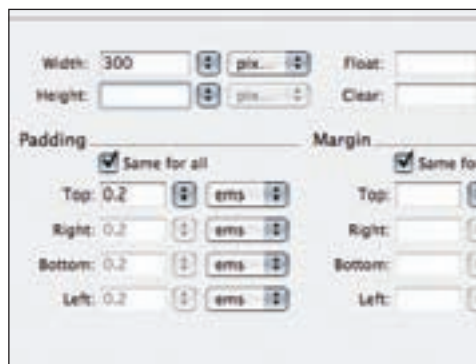 Width: 300 pix... Float:
Height: pix... Clear:
Padding Margin
Same for all Same fo
Top: 0.2 ems Top:
Right: 0.2 ems Right:
Bottom: 0.2 ems Bottom:
Left: 0.2 ems Left: